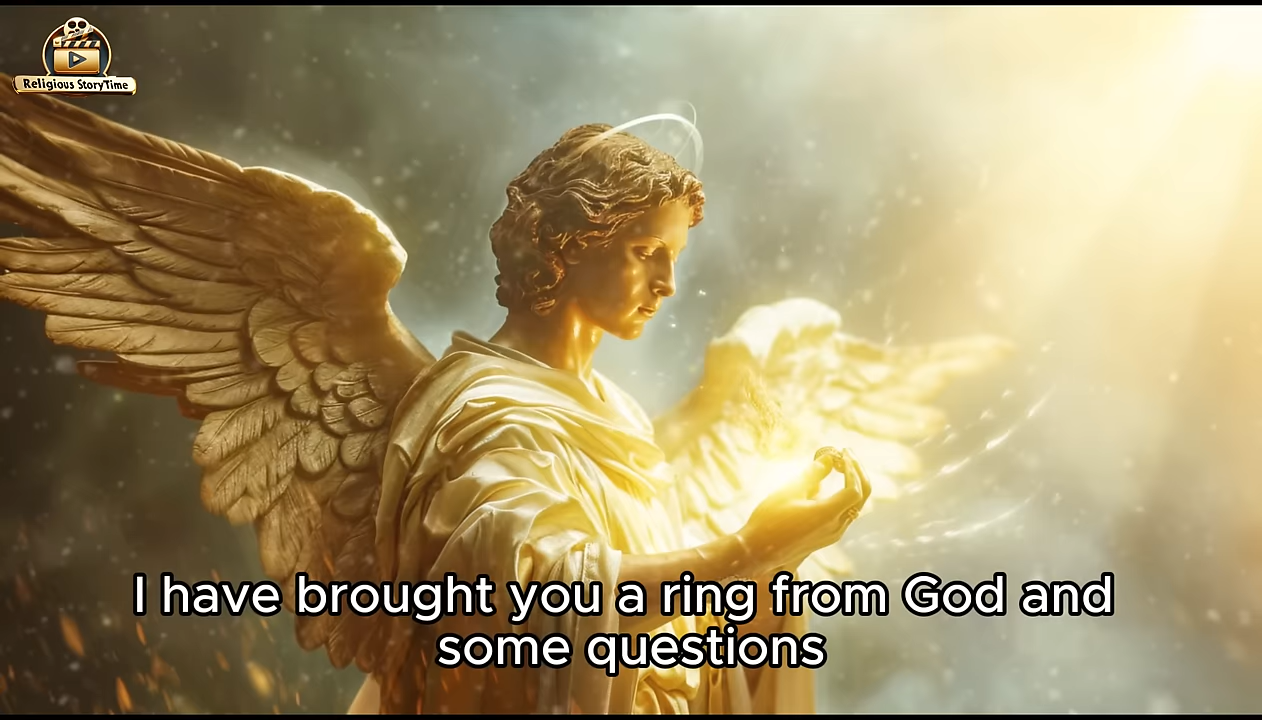 Religious StoryTime
I have brought you a ring from God and
some questions